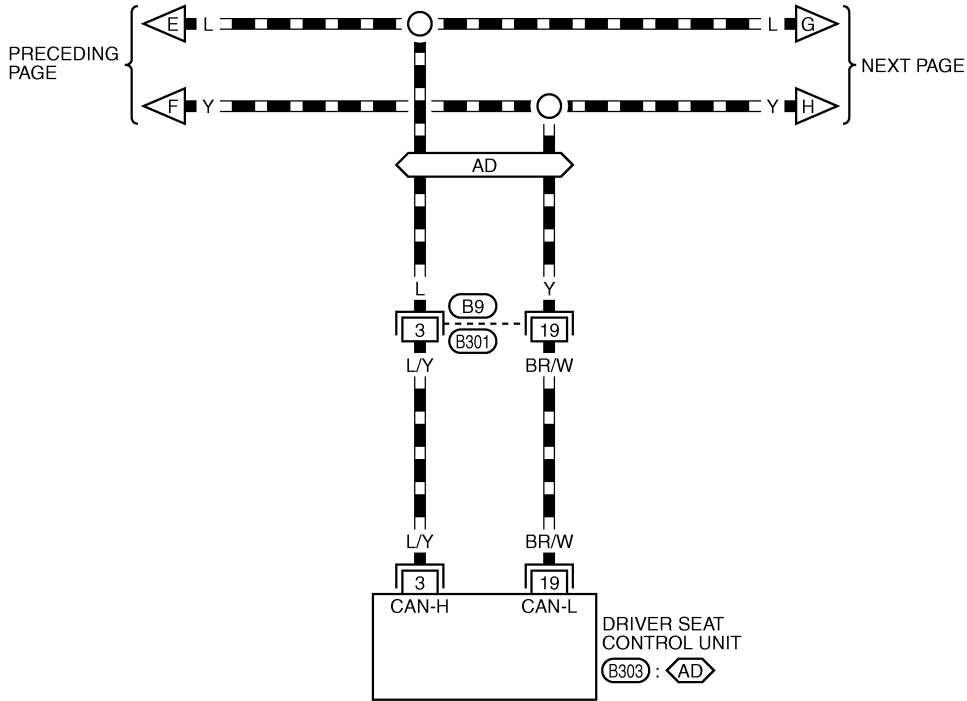 E L L G
PRECEDING
PAGE
NEXT PAGE
F Y Y H
AD
L Y
B9
3 19
B301
L/Y BR/W
L/Y BR/W
3 19
CAN-H CAN-L
DRIVER SEAT
CONTROL UNIT
B303 : AD